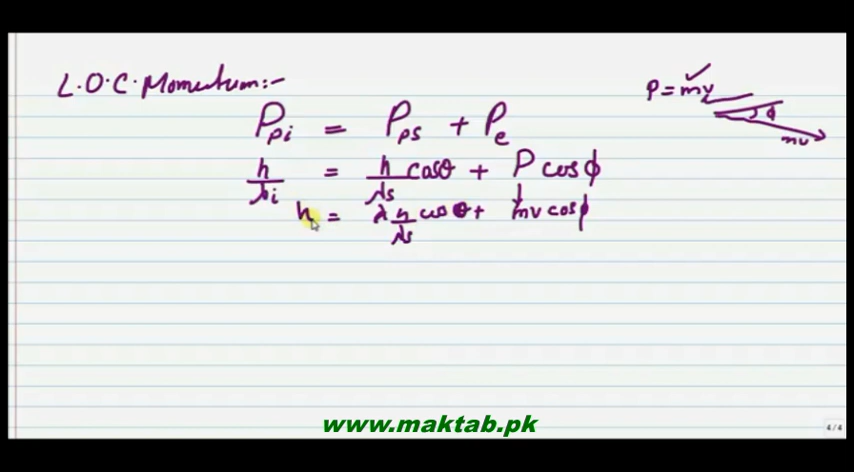 L.O.C. Momentum:-
P = mv
ϕ
mv
P_pi = P_ps + P_e
h/λi = h/λs cosθ + P cosϕ
h = λ h/λs cosθ + mv cosϕ
www.maktab.pk
4/4